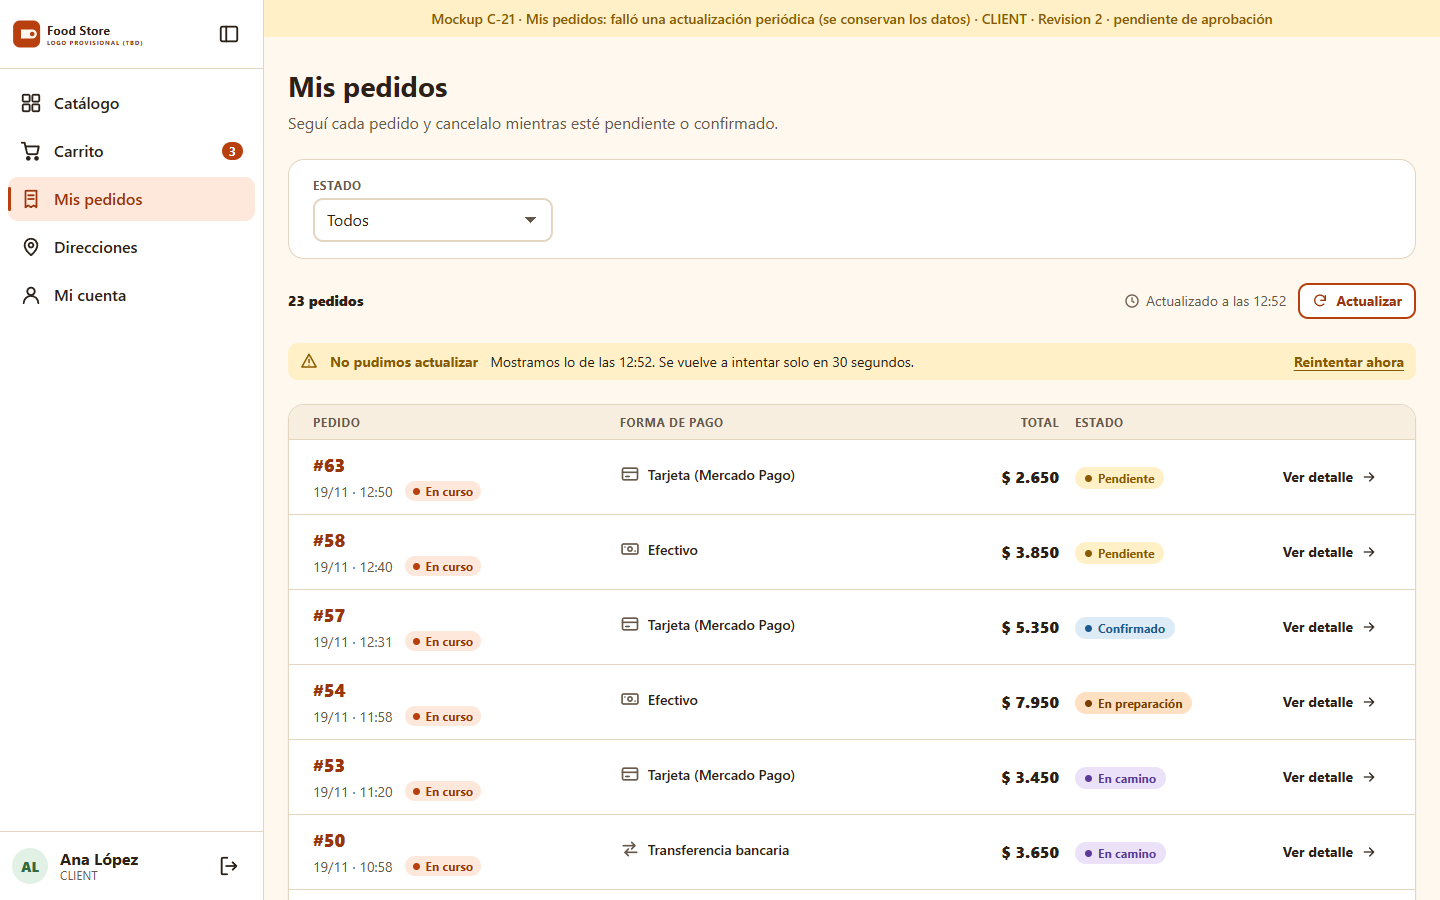 Mockup C-21 · Mis pedidos: falló una actualización periódica (se conservan los datos) · CLIENT · Revision 2 · pendiente de aprobación
Food Store
LOGO PROVISIONAL (TBD)
Catálogo
Carrito 3
Mis pedidos
Direcciones
Mi cuenta
AL Ana López
CLIENT
Mis pedidos
Seguí cada pedido y cancelalo mientras esté pendiente o confirmado.
ESTADO
Todos
23 pedidos Actualizado a las 12:52 Actualizar
No pudimos actualizar Mostramos lo de las 12:52. Se vuelve a intentar solo en 30 segundos. Reintentar ahora
PEDIDO FORMA DE PAGO TOTAL ESTADO
#63
19/11 · 12:50 En curso Tarjeta (Mercado Pago) $ 2.650 Pendiente Ver detalle →
#58
19/11 · 12:40 En curso Efectivo $ 3.850 Pendiente Ver detalle →
#57
19/11 · 12:31 En curso Tarjeta (Mercado Pago) $ 5.350 Confirmado Ver detalle →
#54
19/11 · 11:58 En curso Efectivo $ 7.950 En preparación Ver detalle →
#53
19/11 · 11:20 En curso Tarjeta (Mercado Pago) $ 3.450 En camino Ver detalle →
#50
19/11 · 10:58 En curso Transferencia bancaria $ 3.650 En camino Ver detalle →